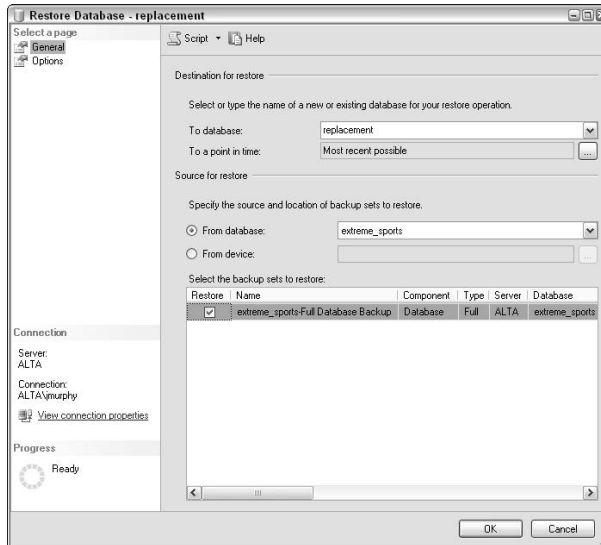 Restore Database - replacement
Select a page
General
Options
Script
Help
Destination for restore
Select or type the name of a new or existing database for your restore operation.
To database:
replacement
To a point in time:
Most recent possible
...
Source for restore
Specify the source and location of backup sets to restore.
From database:
extreme_sports
From device:
...
Select the backup sets to restore:
Restore Name Component Type Server Database
extreme_sports-Full Database Backup Database Full ALTA extreme_sports
Connection
Server:
ALTA
Connection:
ALTA\jmurphy
View connection properties
Progress
Ready
OK
Cancel